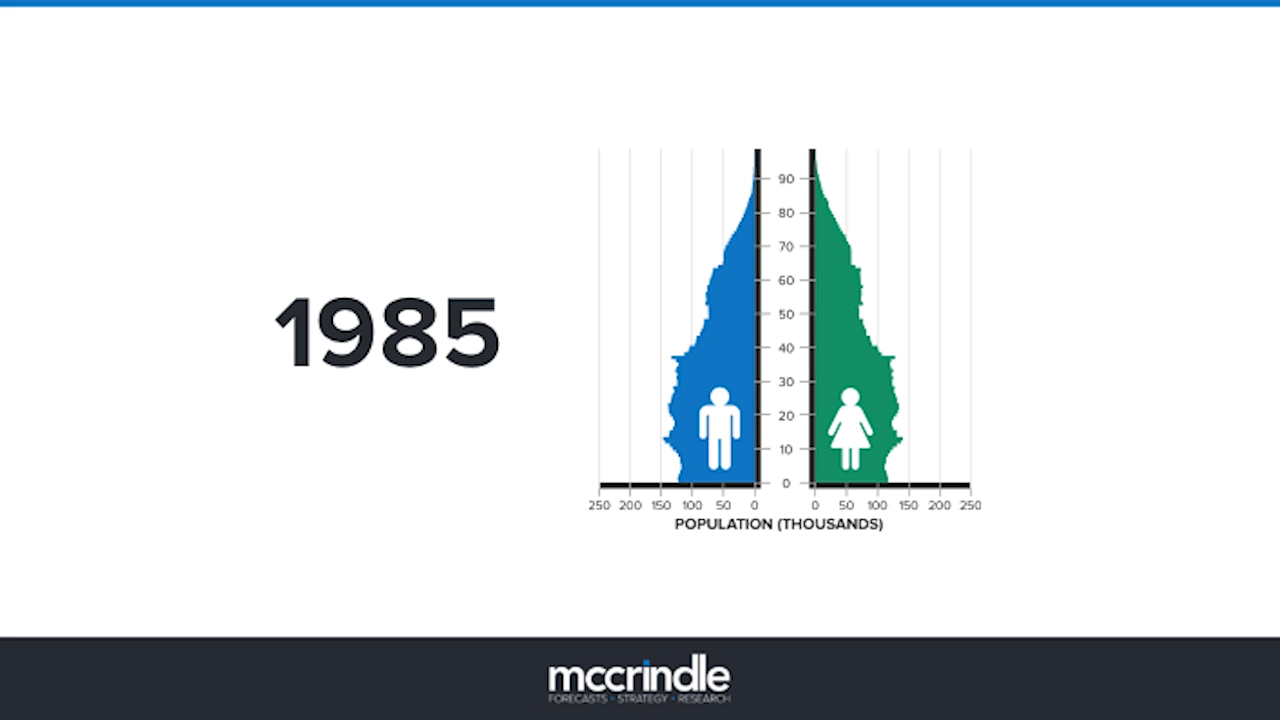 1985
90
80
70
60
50
40
30
20
10
0
250 200 150 100 50 0 0 50 100 150 200 250
POPULATION (THOUSANDS)
mccrindle
FORECASTS · STRATEGY · RESEARCH